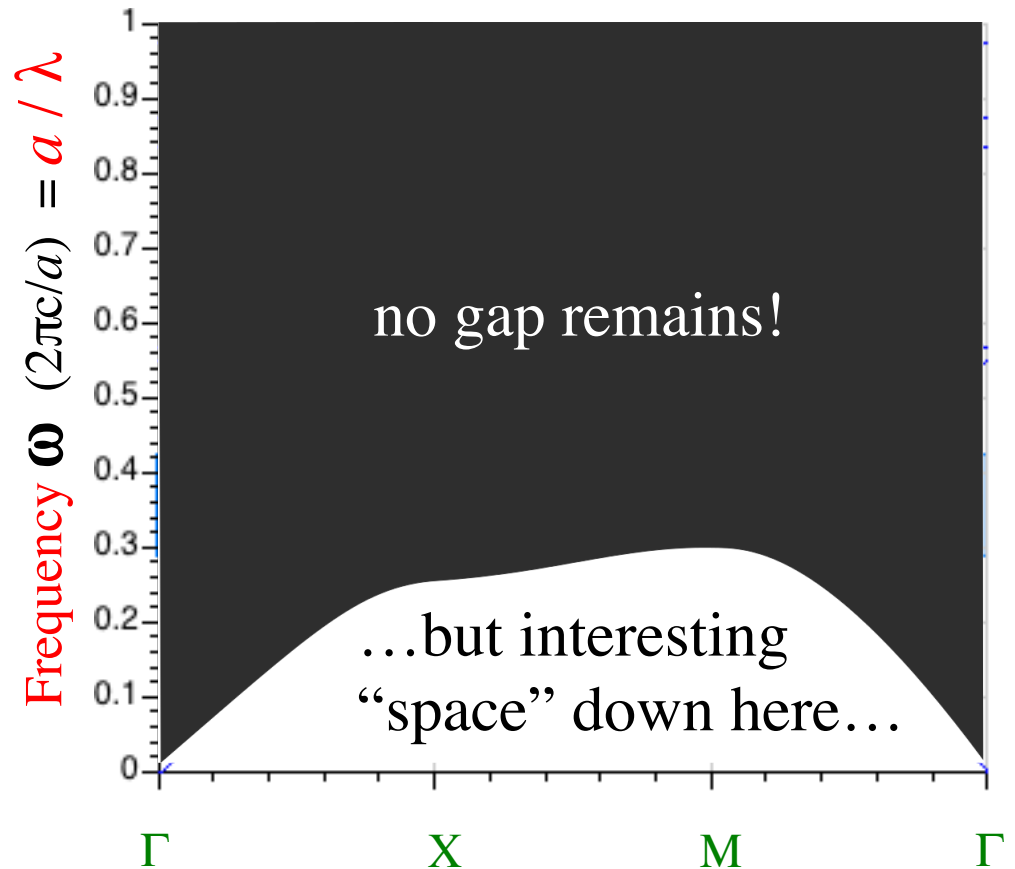 Frequency ω (2πc/a) = a / λ
1
0.9
0.8
0.7
0.6
0.5
0.4
0.3
0.2
0.1
0
no gap remains!
…but interesting
“space” down here…
Γ X M Γ